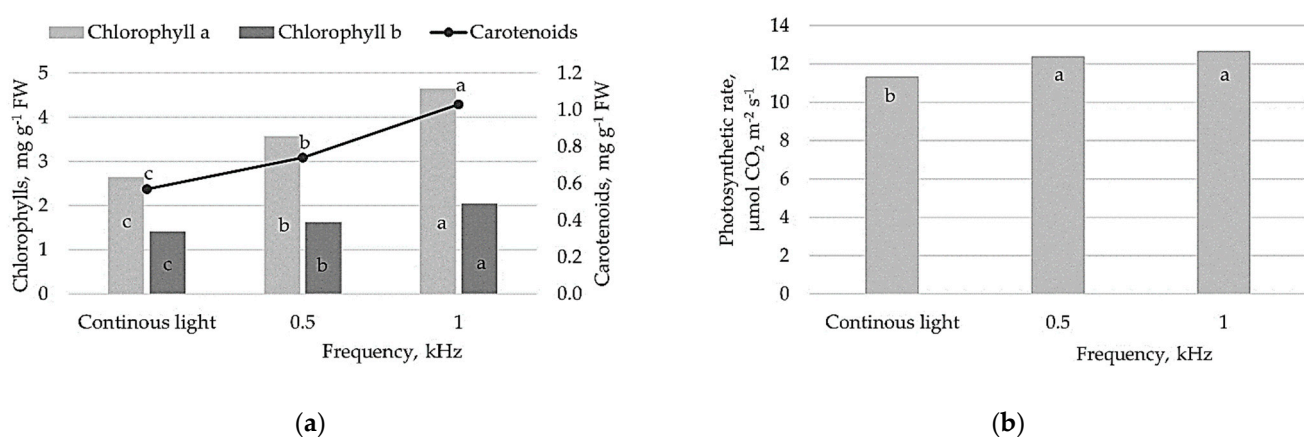 Chlorophyll a Chlorophyll b Carotenoids
Chlorophylls, mg g⁻¹ FW
5
4
3
2
1
0
c
c
c
b
b
b
a
a
a
1.2
1.0
0.8
0.6
0.4
0.2
0.0
Carotenoids, mg g⁻¹ FW
Continous light 0.5 1
Frequency, kHz
(a)
Photosynthetic rate,
µmol CO₂ m⁻² s⁻¹
14
12
10
8
6
4
2
0
b
a
a
Continous light 0.5 1
Frequency, kHz
(b)